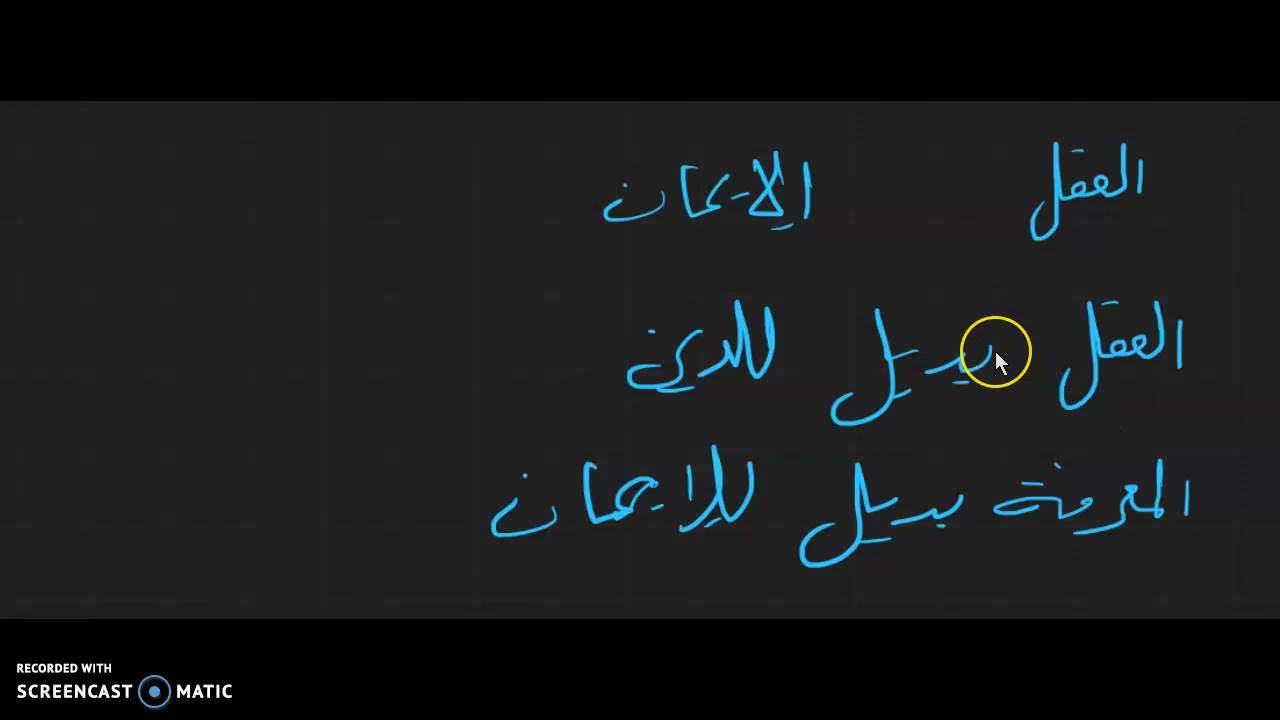 العقل الإيمان
العقل بديل للدين
المعرفة بديل للإيمان
RECORDED WITH
SCREENCAST MATIC